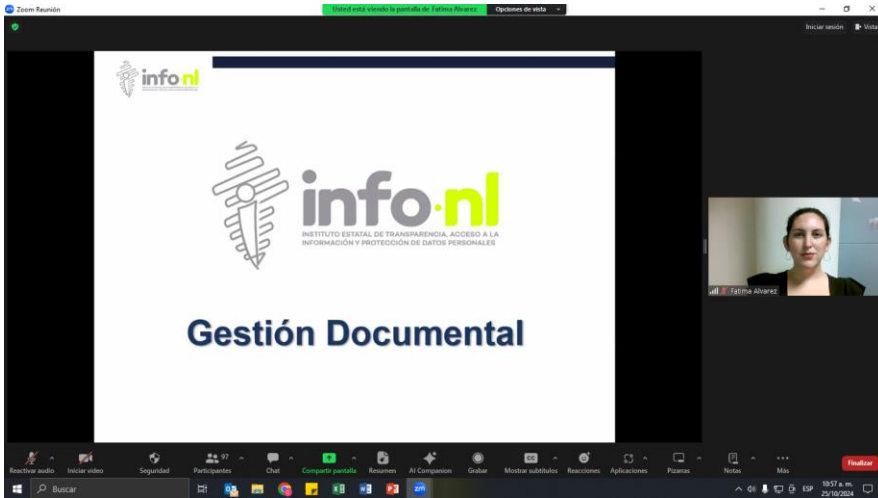 Zoom Reunión
Usted está viendo la pantalla de Fatima Alvarez
Opciones de vista
Iniciar sesión
Vista
info·nl
info·nl
INSTITUTO ESTATAL DE TRANSPARENCIA, ACCESO A LA
INFORMACIÓN Y PROTECCIÓN DE DATOS PERSONALES
Gestión Documental
Fatima Alvarez
Reactivar audio
Iniciar video
Seguridad
Participantes
97
Chat
Compartir pantalla
Resumen
AI Companion
Grabar
CC
Mostrar subtítulos
Reacciones
Aplicaciones
Pizarras
Notas
Más
Finalizar
Buscar
zm
ESP
10:57 a. m.
25/10/2024